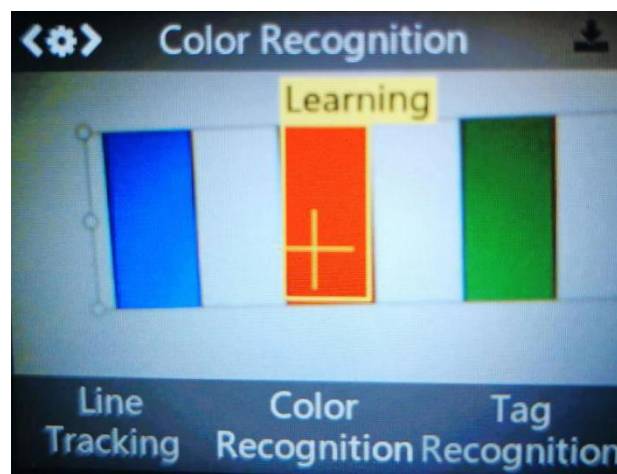 Color Recognition
Learning
Line Tracking
Color Recognition
Tag Recognition